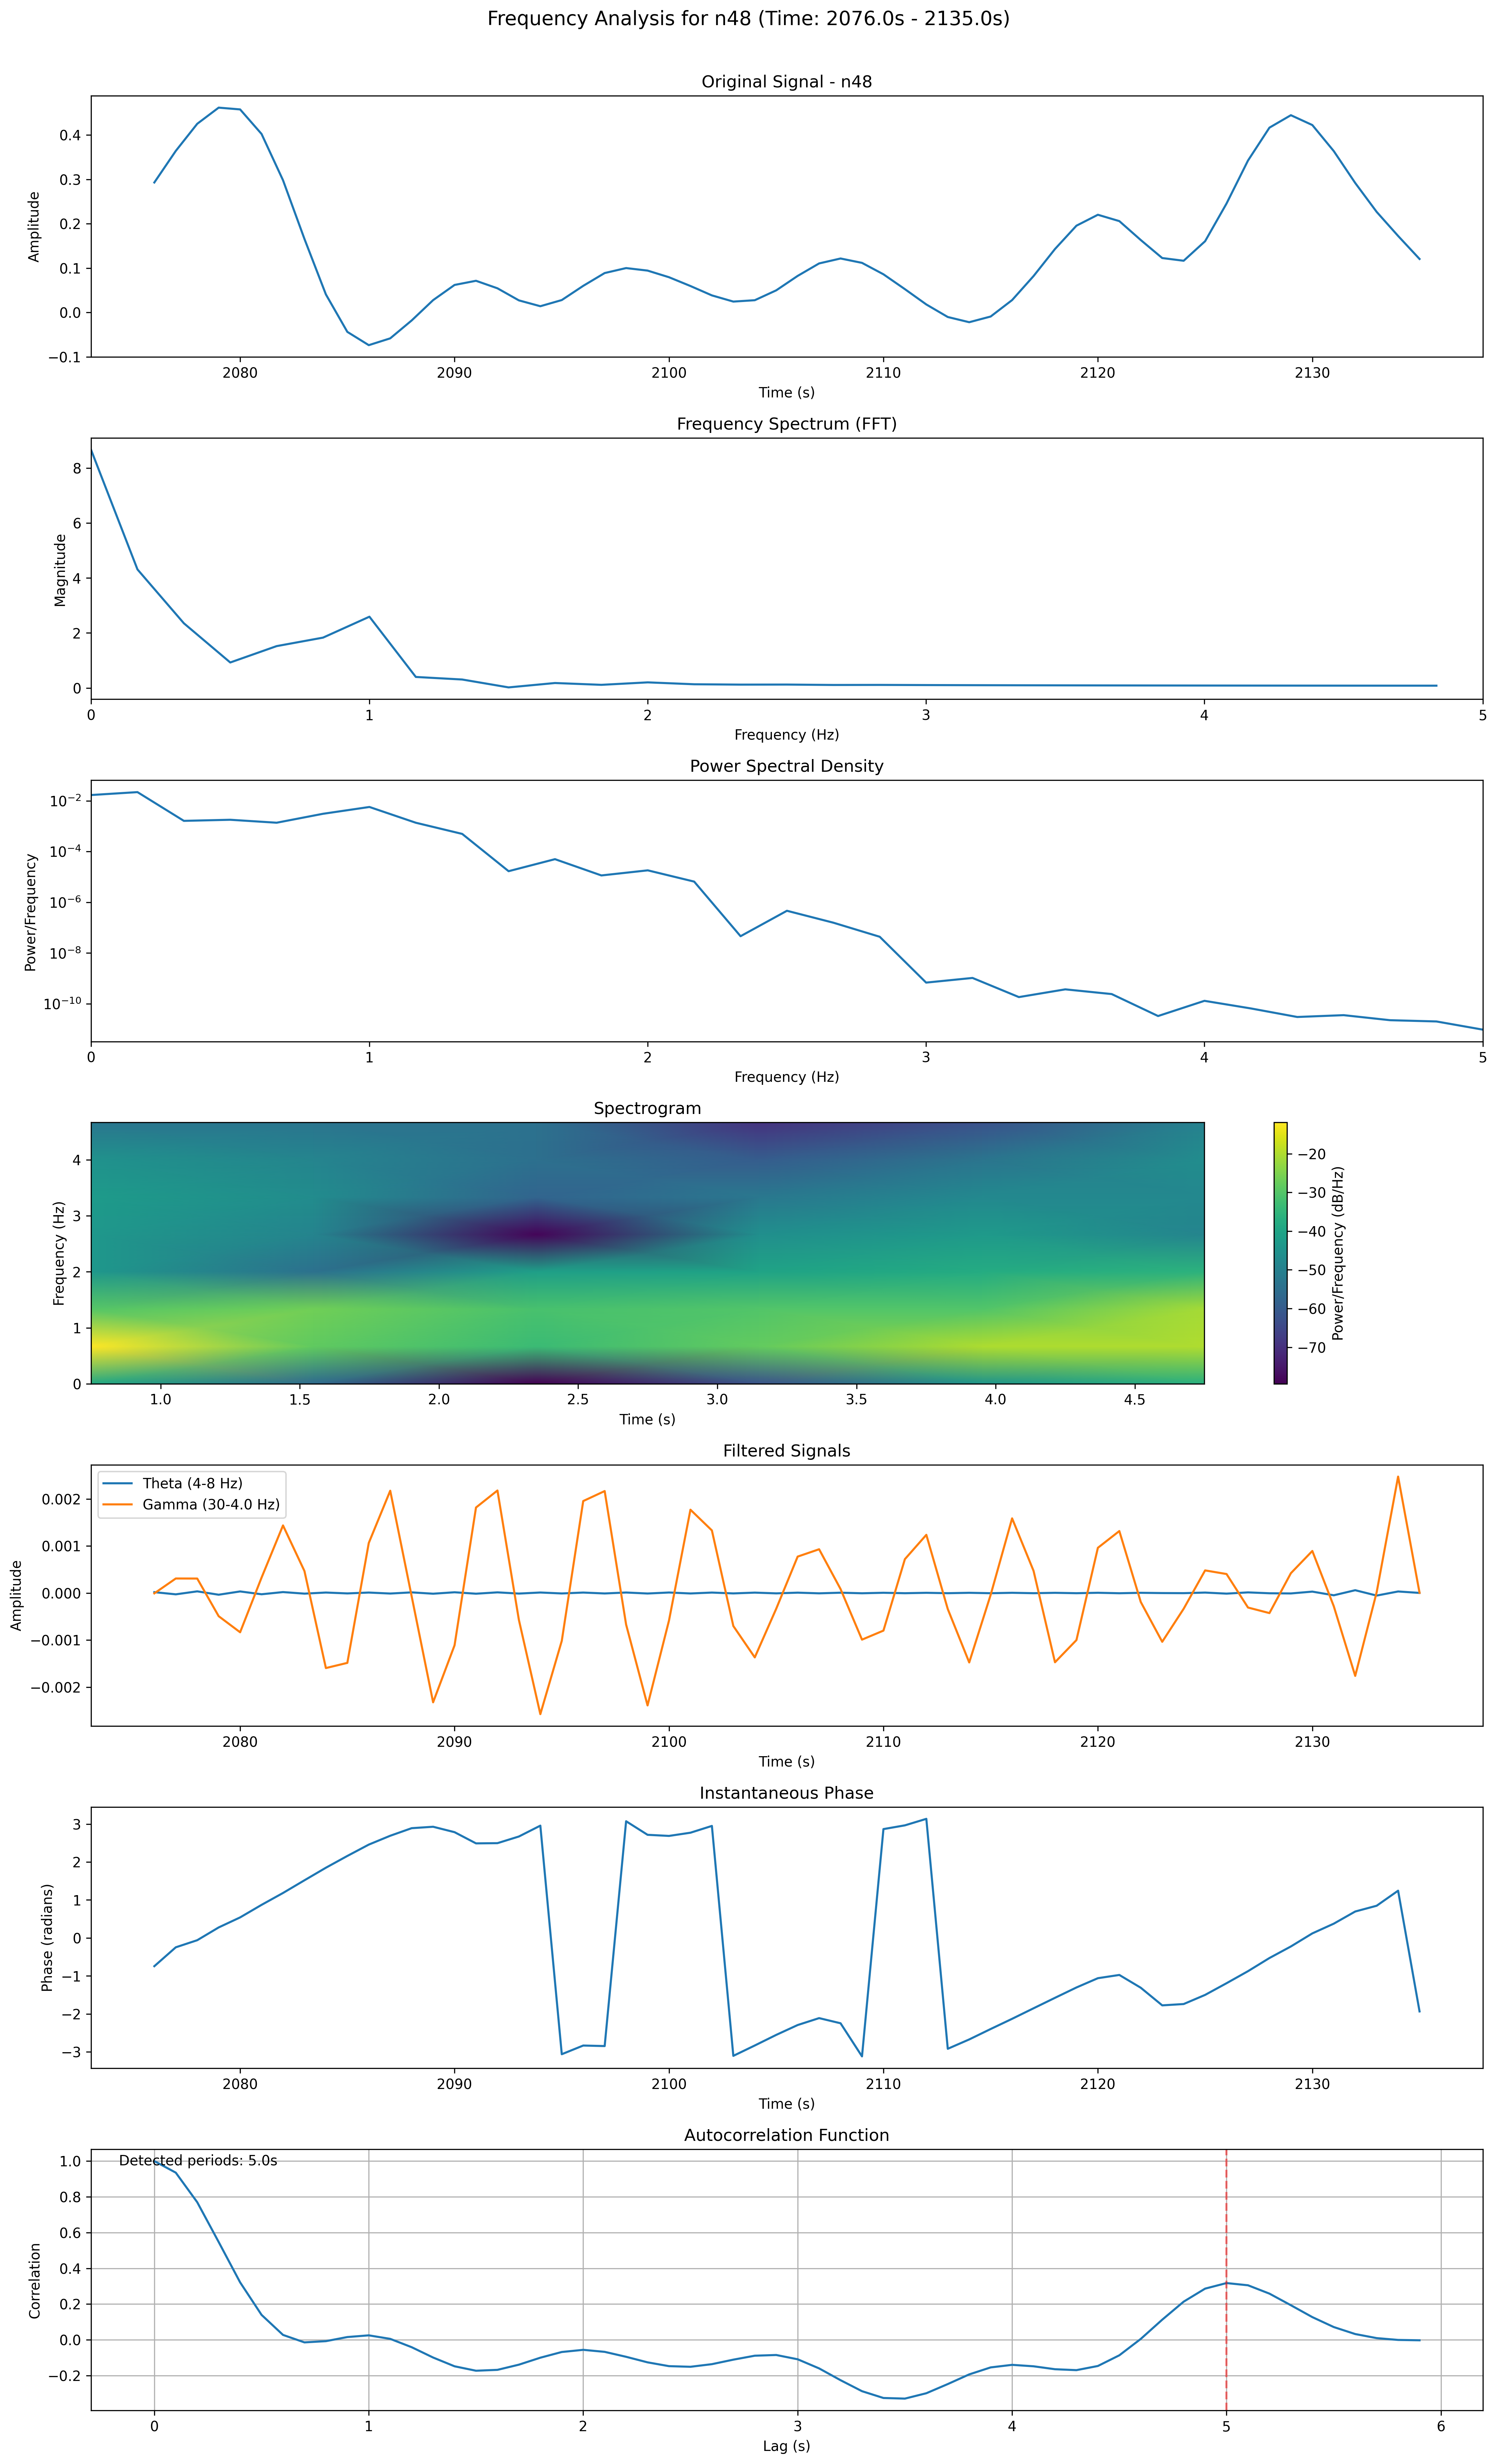 Frequency Analysis for n48 (Time: 2076.0s - 2135.0s)
Original Signal - n48
Amplitude
0.4
0.3
0.2
0.1
0.0
−0.1
2080 2090 2100 2110 2120 2130
Time (s)
Frequency Spectrum (FFT)
Magnitude
8
6
4
2
0
0 1 2 3 4 5
Frequency (Hz)
Power Spectral Density
Power/Frequency
10⁻²
10⁻⁴
10⁻⁶
10⁻⁸
10⁻¹⁰
0 1 2 3 4 5
Frequency (Hz)
Spectrogram
Frequency (Hz)
4
3
2
1
0
1.0 1.5 2.0 2.5 3.0 3.5 4.0 4.5
Time (s)
−20
−30
−40
−50
−60
−70
Power/Frequency (dB/Hz)
Filtered Signals
Theta (4-8 Hz)
Gamma (30-4.0 Hz)
Amplitude
0.002
0.001
0.000
−0.001
−0.002
2080 2090 2100 2110 2120 2130
Time (s)
Instantaneous Phase
Phase (radians)
3
2
1
0
−1
−2
−3
2080 2090 2100 2110 2120 2130
Time (s)
Autocorrelation Function
Detected periods: 5.0s
Correlation
1.0
0.8
0.6
0.4
0.2
0.0
−0.2
0 1 2 3 4 5 6
Lag (s)